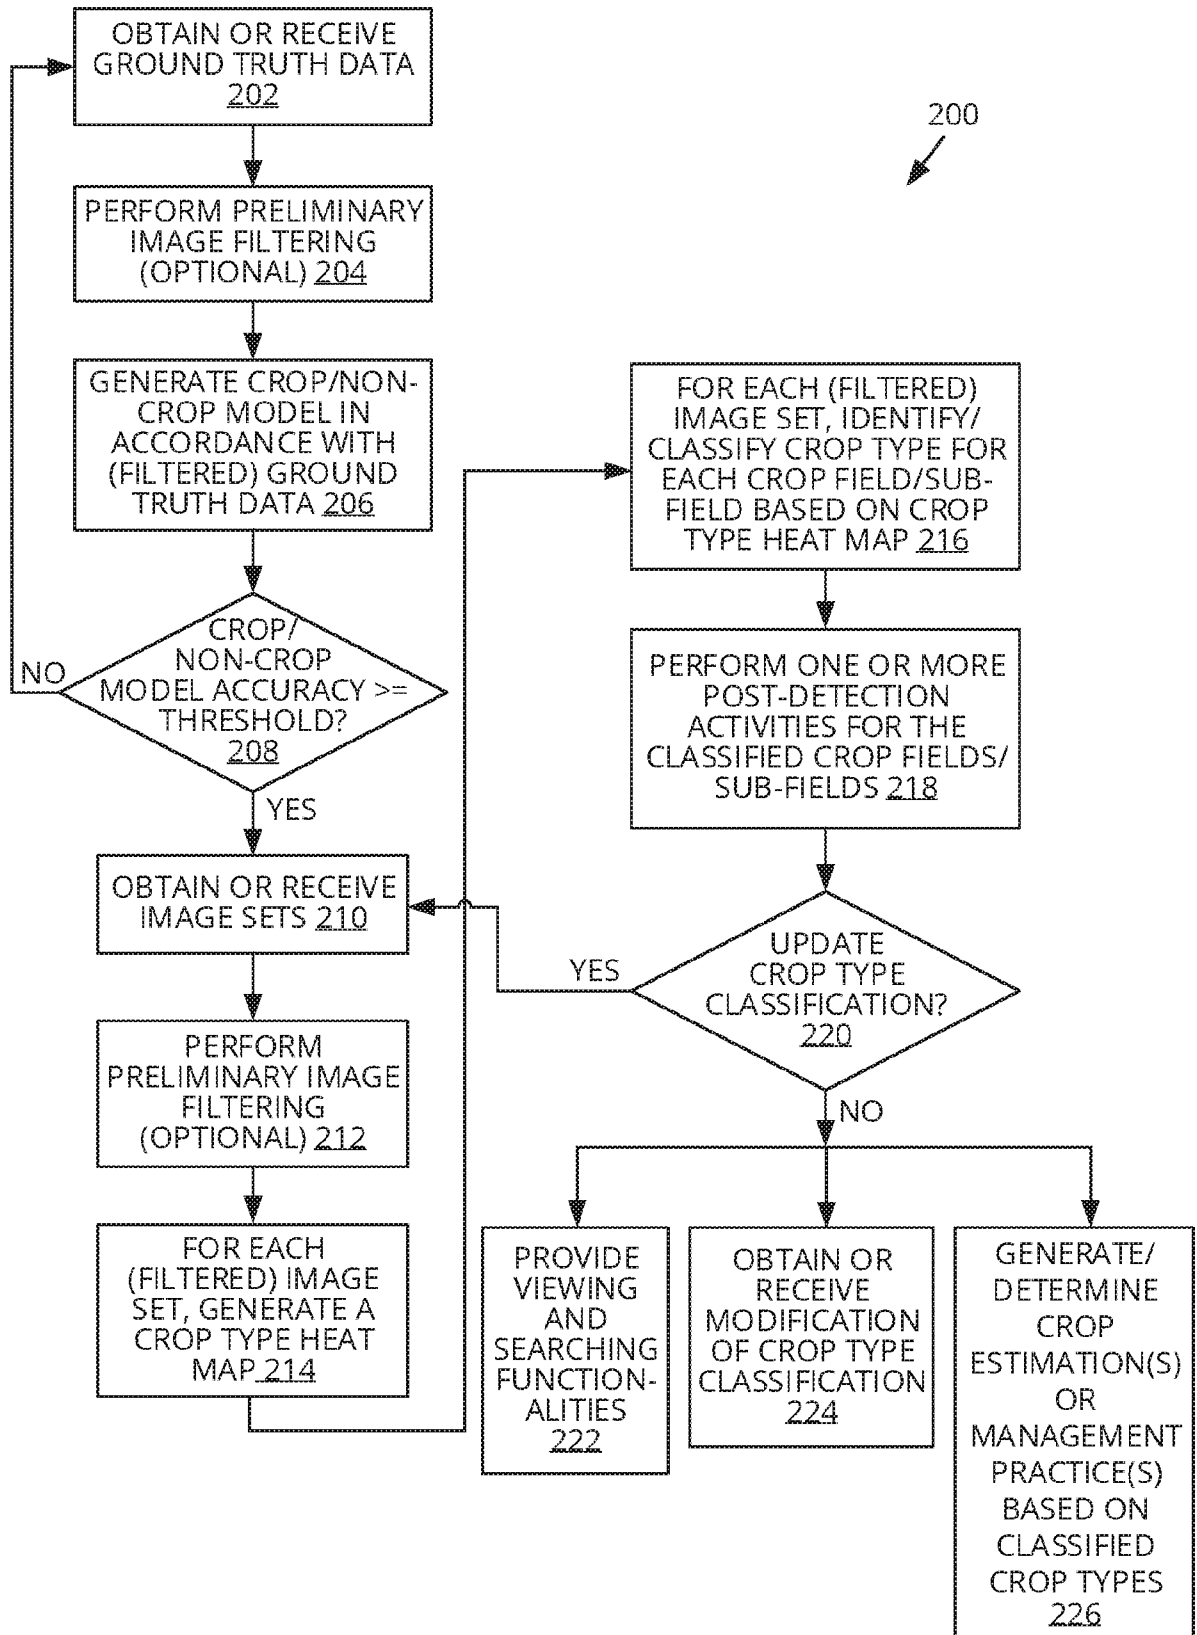 OBTAIN OR RECEIVE
GROUND TRUTH DATA
202
200
PERFORM PRELIMINARY
IMAGE FILTERING
(OPTIONAL) 204
GENERATE CROP/NON-
CROP MODEL IN
ACCORDANCE WITH
(FILTERED) GROUND
TRUTH DATA 206
CROP/
NON-CROP
MODEL ACCURACY >=
THRESHOLD?
208
NO
YES
OBTAIN OR RECEIVE
IMAGE SETS 210
PERFORM
PRELIMINARY IMAGE
FILTERING
(OPTIONAL) 212
FOR EACH
(FILTERED) IMAGE
SET, GENERATE A
CROP TYPE HEAT
MAP 214
FOR EACH (FILTERED)
IMAGE SET, IDENTIFY/
CLASSIFY CROP TYPE FOR
EACH CROP FIELD/SUB-
FIELD BASED ON CROP
TYPE HEAT MAP 216
PERFORM ONE OR MORE
POST-DETECTION
ACTIVITIES FOR THE
CLASSIFIED CROP FIELDS/
SUB-FIELDS 218
UPDATE
CROP TYPE
CLASSIFICATION?
220
YES
NO
PROVIDE
VIEWING
AND
SEARCHING
FUNCTION-
ALITIES
222
OBTAIN OR
RECEIVE
MODIFICATION
OF CROP TYPE
CLASSIFICATION
224
GENERATE/
DETERMINE
CROP
ESTIMATION(S)
OR
MANAGEMENT
PRACTICE(S)
BASED ON
CLASSIFIED
CROP TYPES
226